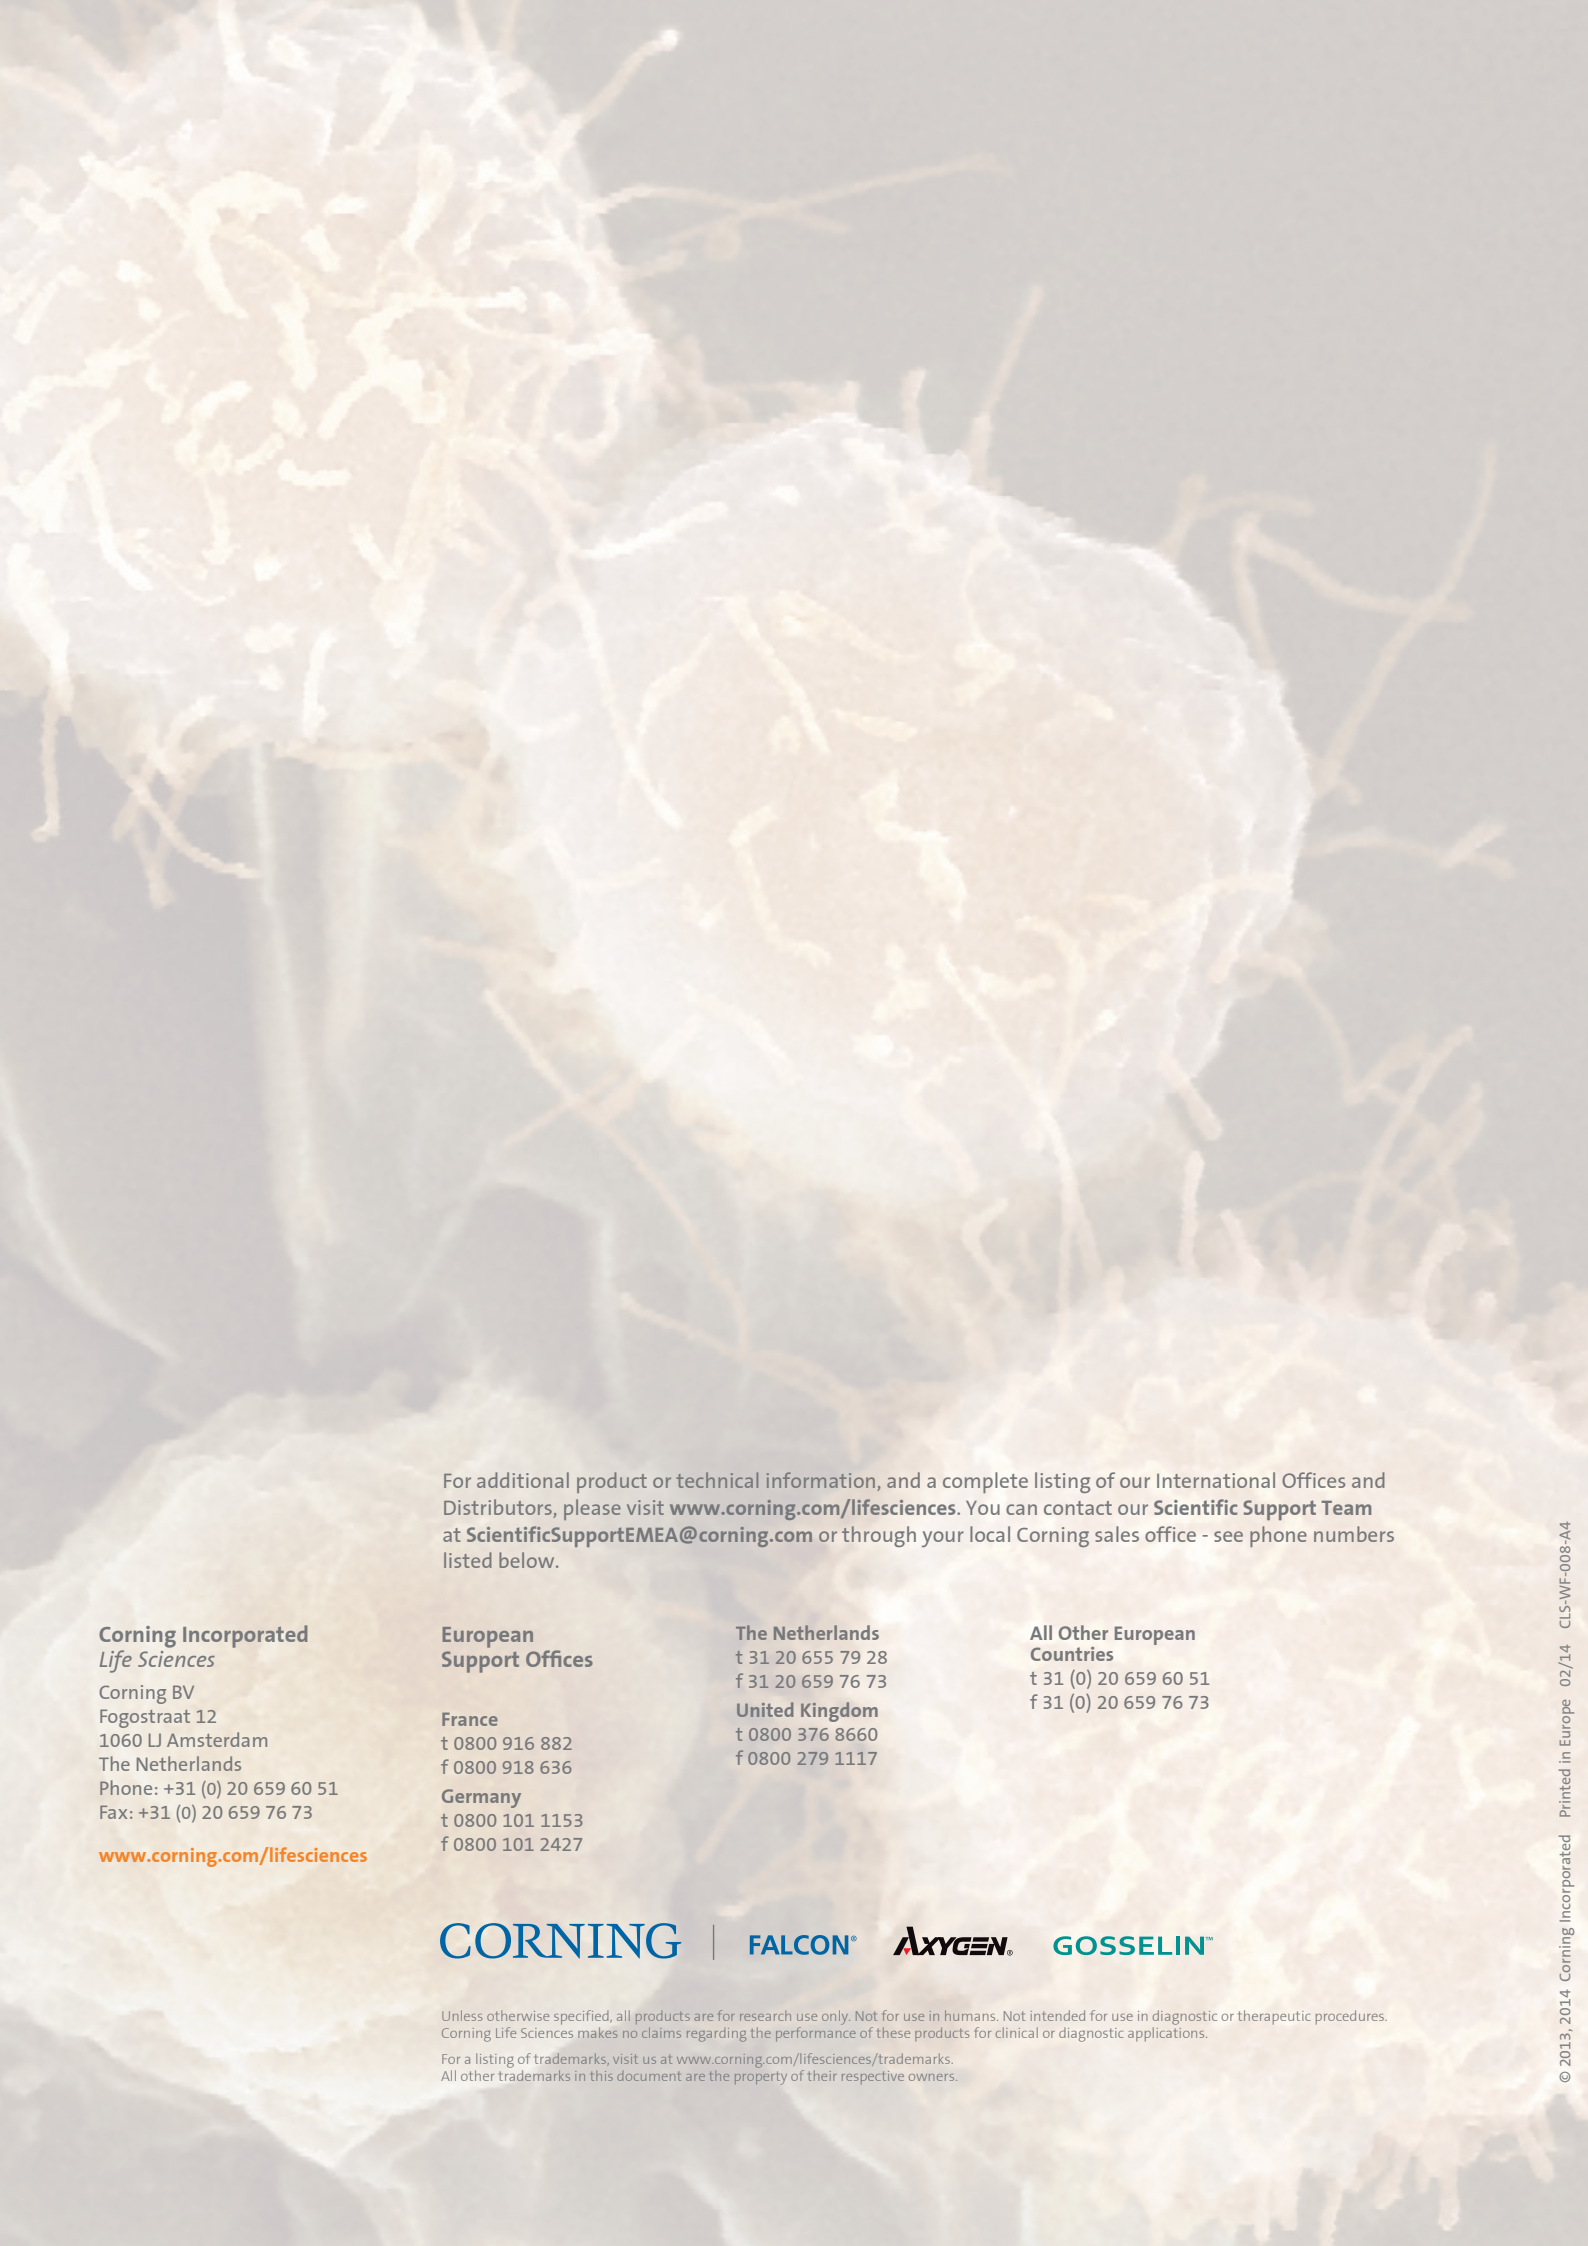 For additional product or technical information, and a complete listing of our International Offices and
Distributors, please visit www.corning.com/lifesciences. You can contact our Scientific Support Team
at ScientificSupportEMEA@corning.com or through your local Corning sales office - see phone numbers
listed below.
Corning Incorporated
Life Sciences
Corning BV
Fogostraat 12
1060 LJ Amsterdam
The Netherlands
Phone: +31 (0) 20 659 60 51
Fax: +31 (0) 20 659 76 73
www.corning.com/lifesciences
European
Support Offices
France
t 0800 916 882
f 0800 918 636
Germany
t 0800 101 1153
f 0800 101 2427
The Netherlands
t 31 20 655 79 28
f 31 20 659 76 73
United Kingdom
t 0800 376 8660
f 0800 279 1117
All Other European
Countries
t 31 (0) 20 659 60 51
f 31 (0) 20 659 76 73
CORNING | FALCON® AXYGEN® GOSSELIN™
Unless otherwise specified, all products are for research use only. Not for use in humans. Not intended for use in diagnostic or therapeutic procedures.
Corning Life Sciences makes no claims regarding the performance of these products for clinical or diagnostic applications.
For a listing of trademarks, visit us at www.corning.com/lifesciences/trademarks.
All other trademarks in this document are the property of their respective owners.
© 2013, 2014 Corning Incorporated Printed in Europe 02/14 CLS-WF-008-A4